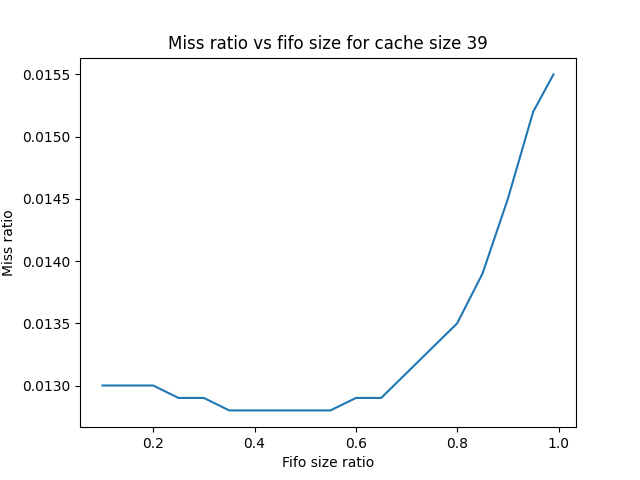 Miss ratio vs fifo size for cache size 39
0.0155
0.0150
0.0145
0.0140
0.0135
0.0130
Miss ratio
0.2 0.4 0.6 0.8 1.0
Fifo size ratio